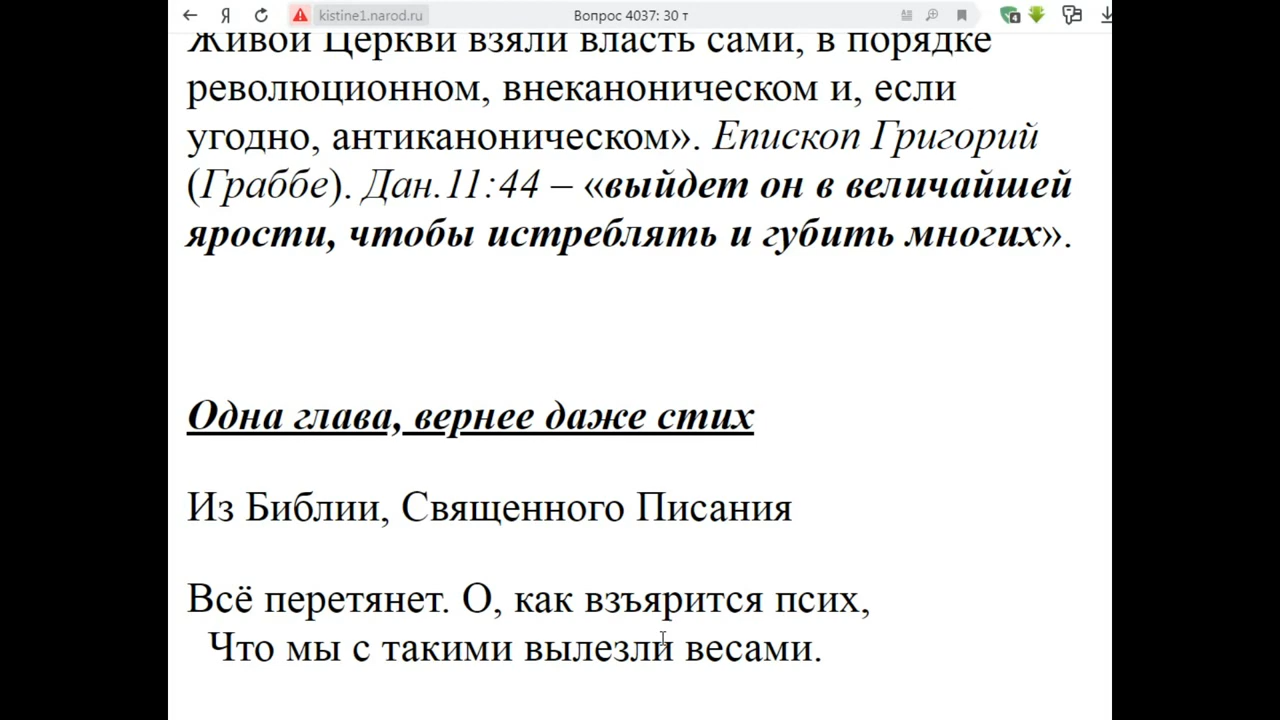 Я kistine1.narod.ru Вопрос 4037: 30 т 4
Живой Церкви взяли власть сами, в порядке
революционном, внеканоническом и, если
угодно, антиканоническом». Епископ Григорий
(Граббе). Дан.11:44 – «выйдет он в величайшей
ярости, чтобы истреблять и губить многих».
Одна глава, вернее даже стих
Из Библии, Священного Писания
Всё перетянет. О, как взъярится псих,
Что мы с такими вылезли весами.